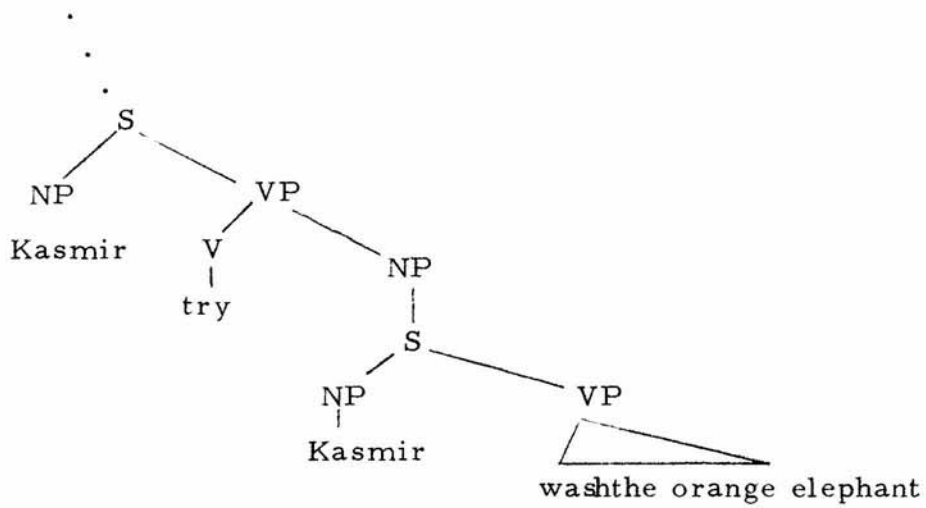 S
NP VP
Kasmir V NP
try
S
NP VP
Kasmir
washthe orange elephant